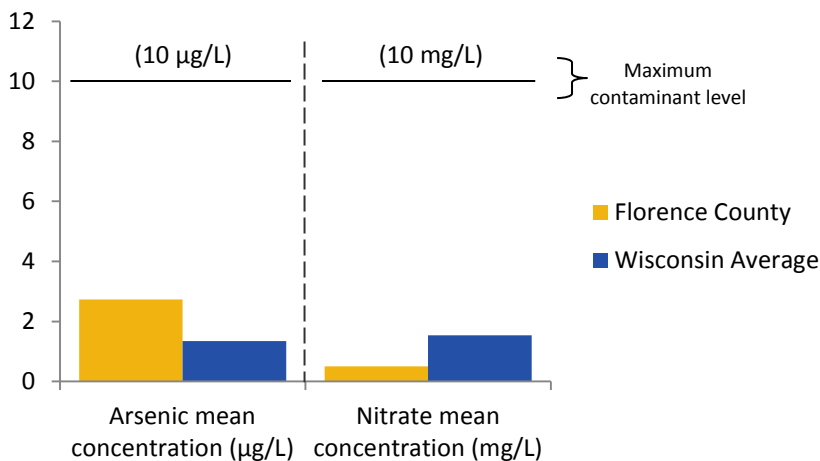 12
10
8
6
4
2
0
(10 µg/L)
(10 mg/L)
Maximum
contaminant level
Florence County
Wisconsin Average
Arsenic mean
concentration (µg/L)
Nitrate mean
concentration (mg/L)